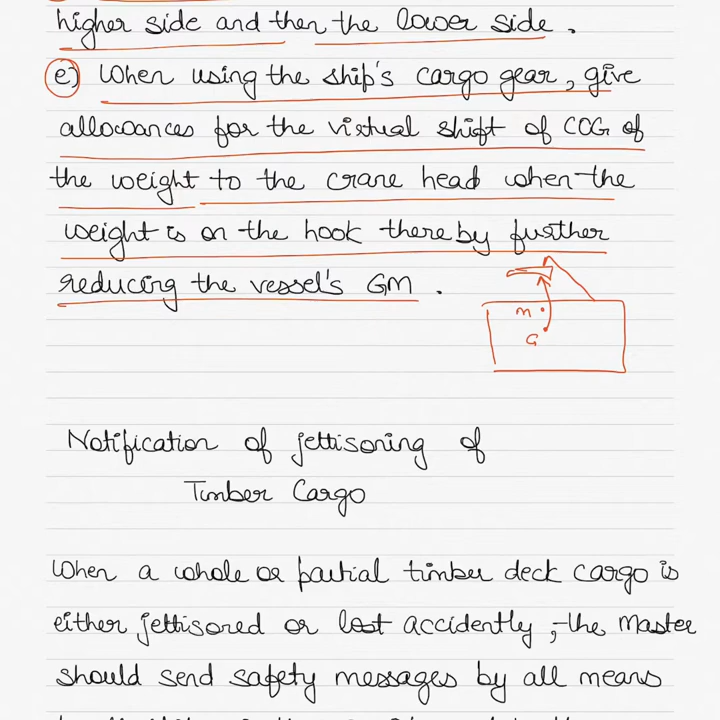 higher side and then the lower side .
e) When using the ship's cargo gear, give
allowances for the virtual shift of COG of
the weight to the crane head when the
weight is on the hook there by further
reducing the vessel's GM .
M
G
Notification of jettisoning of
Timber Cargo
When a whole or partial timber deck cargo is
either jettisored or lost accidently, the Master
should send safety messages by all means